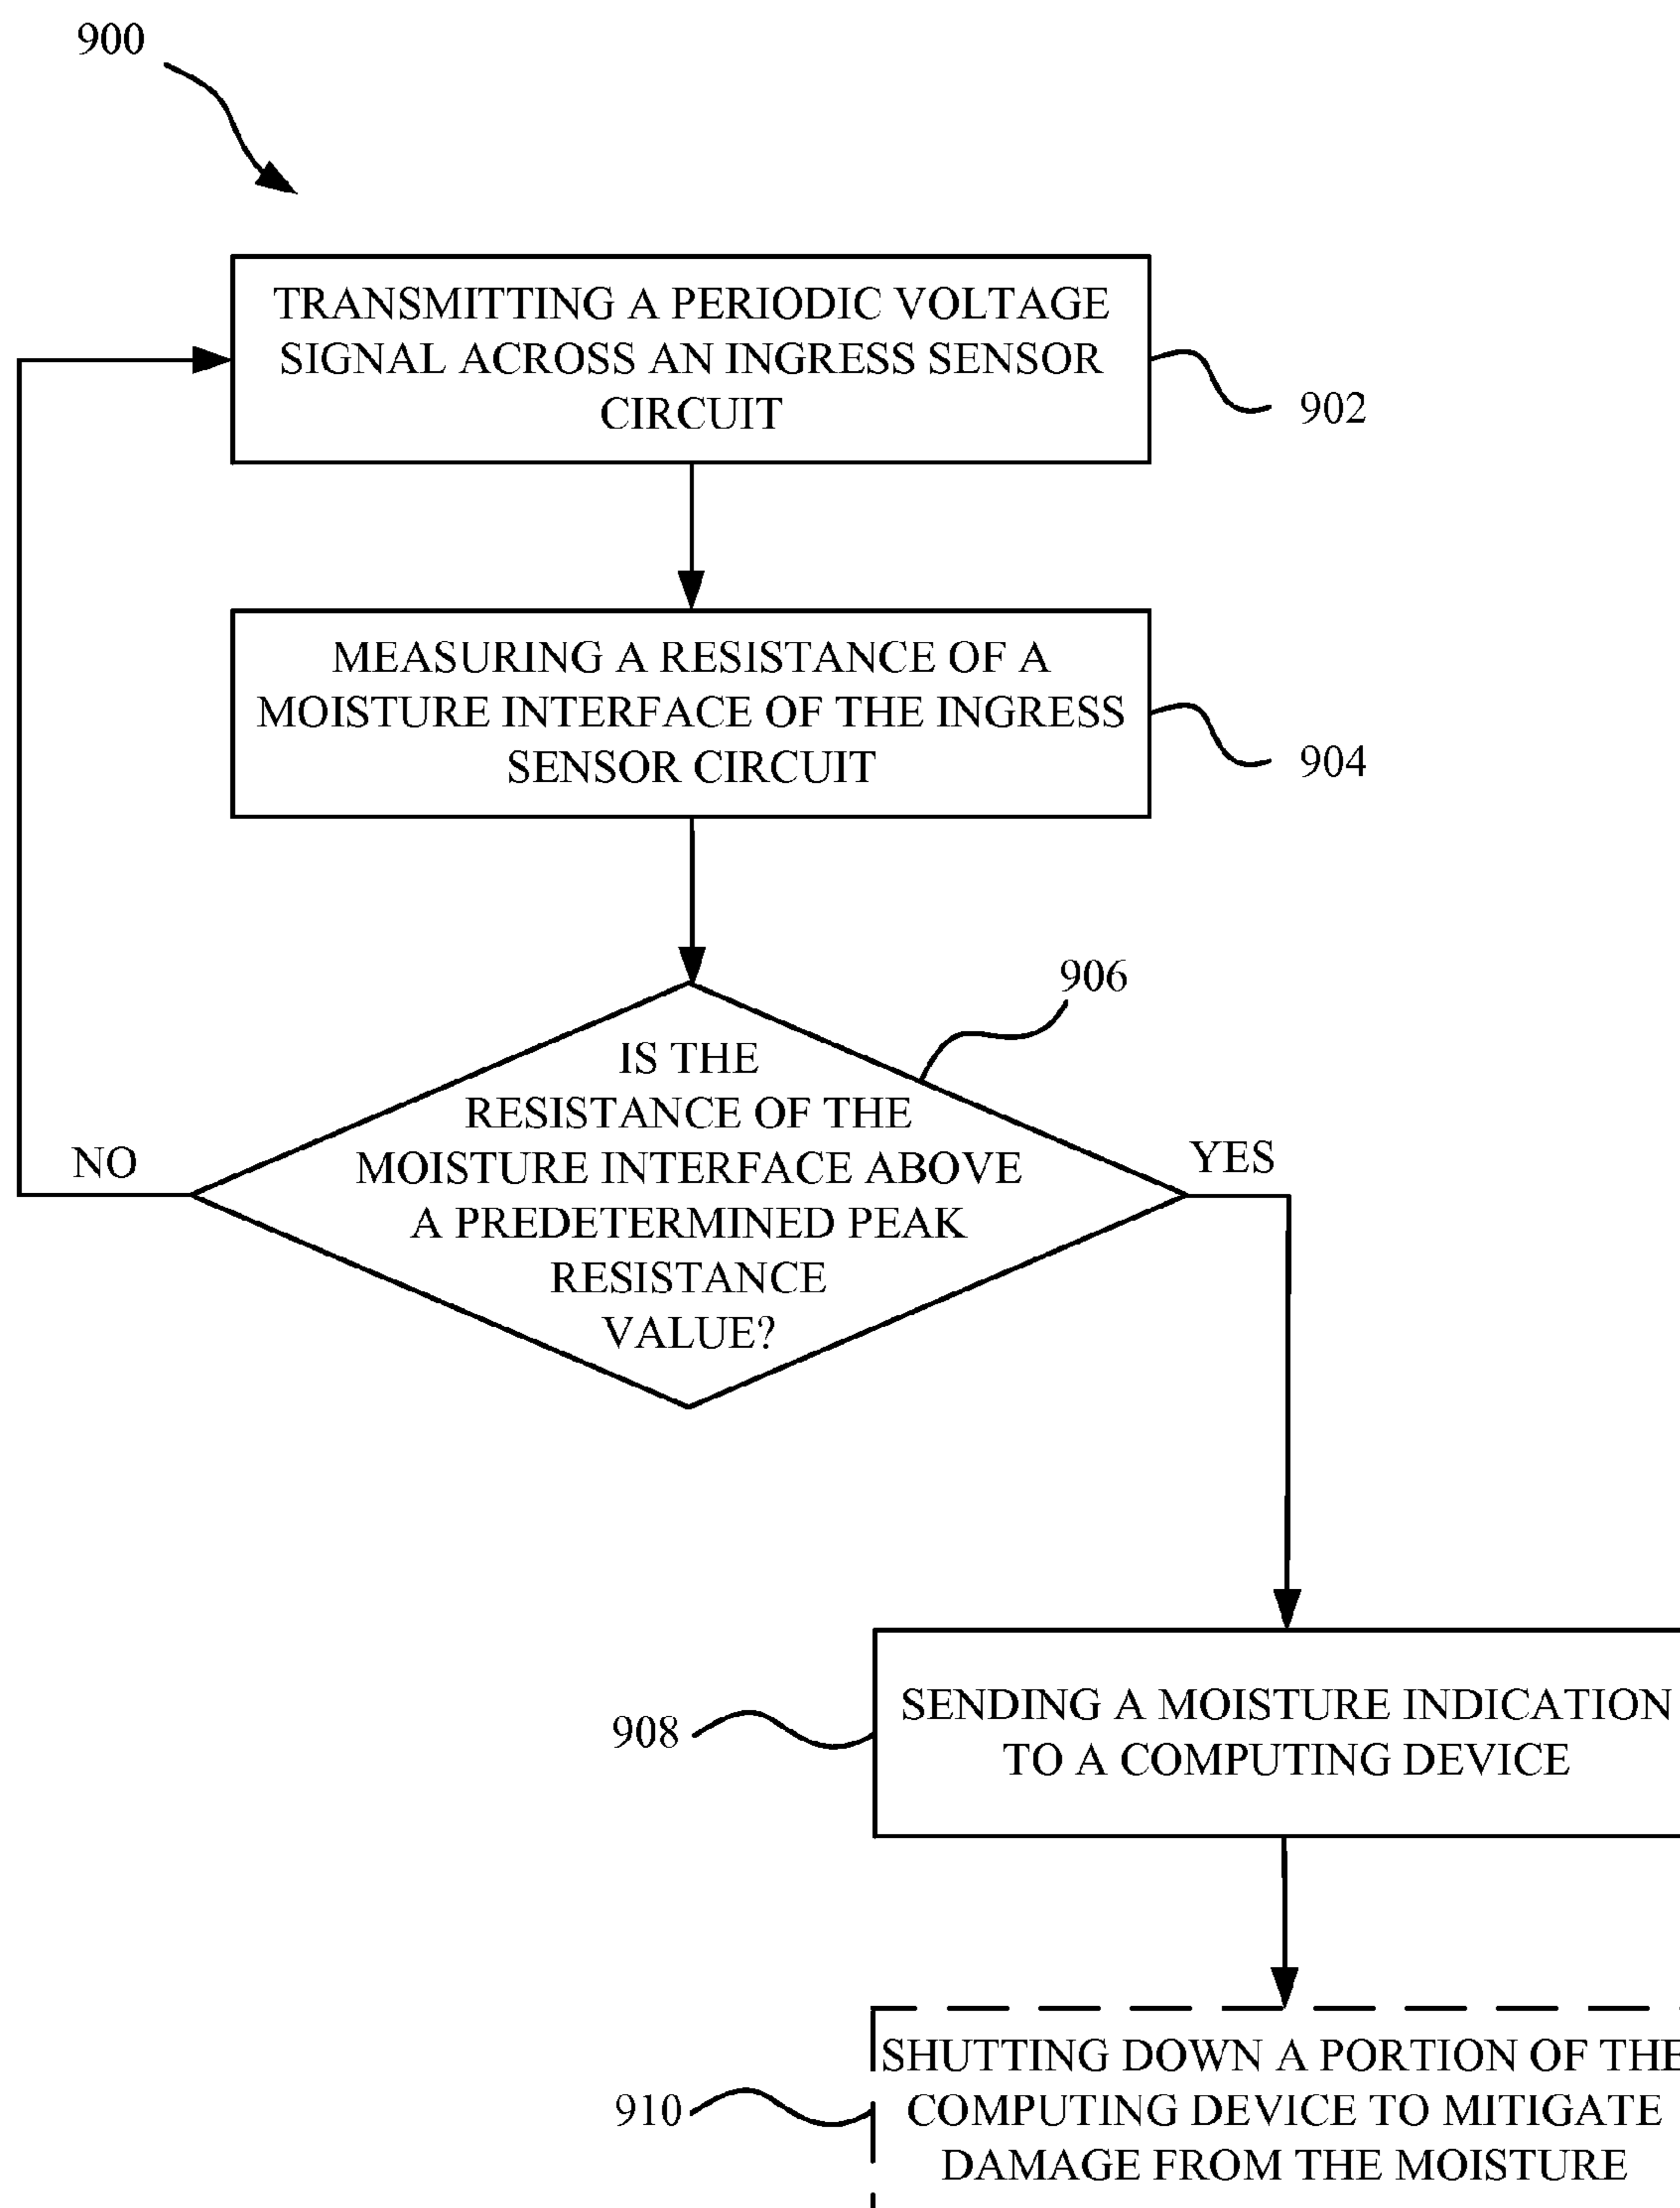 900
TRANSMITTING A PERIODIC VOLTAGE
SIGNAL ACROSS AN INGRESS SENSOR
CIRCUIT
902
MEASURING A RESISTANCE OF A
MOISTURE INTERFACE OF THE INGRESS
SENSOR CIRCUIT
904
906
IS THE
RESISTANCE OF THE
MOISTURE INTERFACE ABOVE
A PREDETERMINED PEAK
RESISTANCE
VALUE?
NO
YES
908
SENDING A MOISTURE INDICATION
TO A COMPUTING DEVICE
910
SHUTTING DOWN A PORTION OF THE
COMPUTING DEVICE TO MITIGATE
DAMAGE FROM THE MOISTURE